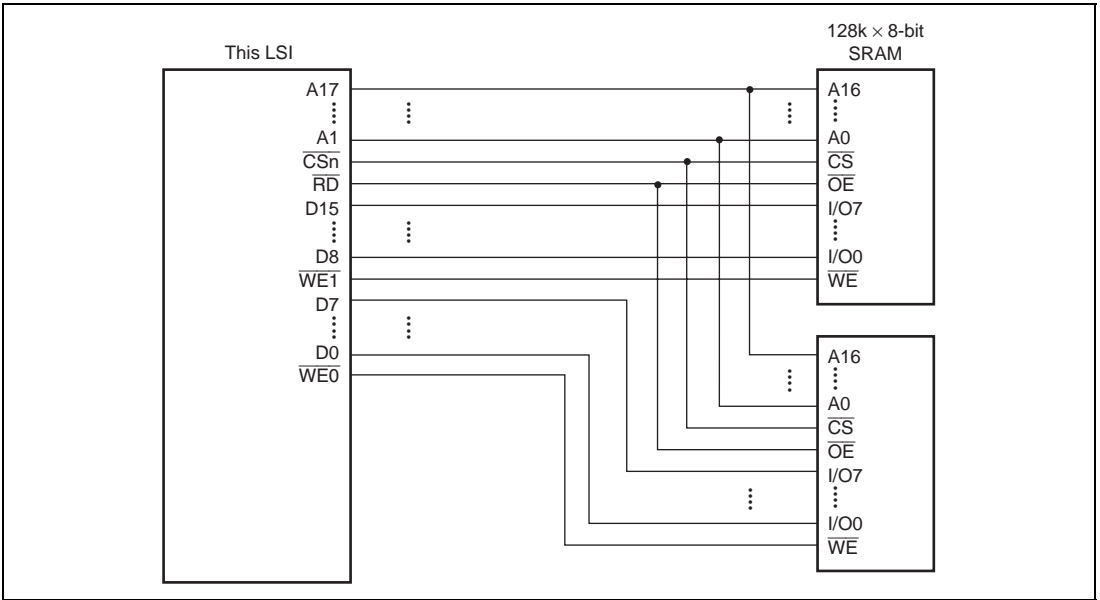 This LSI
A17
A1
CSn
RD
D15
D8
WE1
D7
D0
WE0
128k × 8-bit
SRAM
A16
A0
CS
OE
I/O7
I/O0
WE
A16
A0
CS
OE
I/O7
I/O0
WE